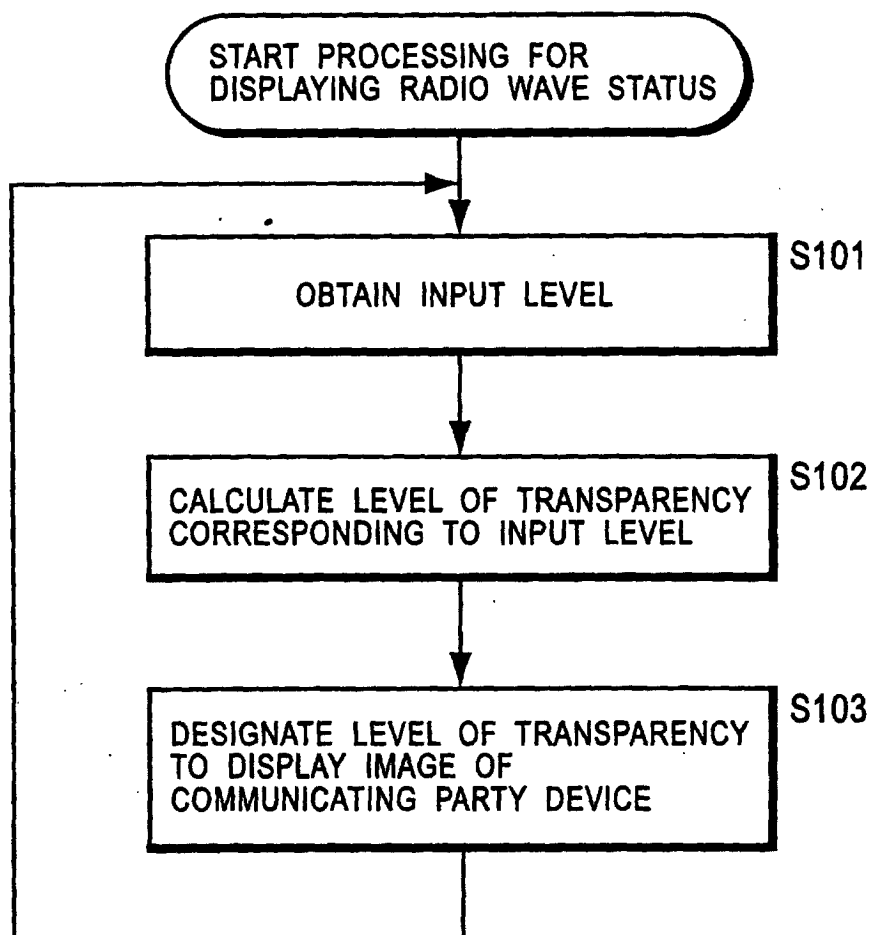 START PROCESSING FOR
DISPLAYING RADIO WAVE STATUS
S101
OBTAIN INPUT LEVEL
S102
CALCULATE LEVEL OF TRANSPARENCY
CORRESPONDING TO INPUT LEVEL
S103
DESIGNATE LEVEL OF TRANSPARENCY
TO DISPLAY IMAGE OF
COMMUNICATING PARTY DEVICE